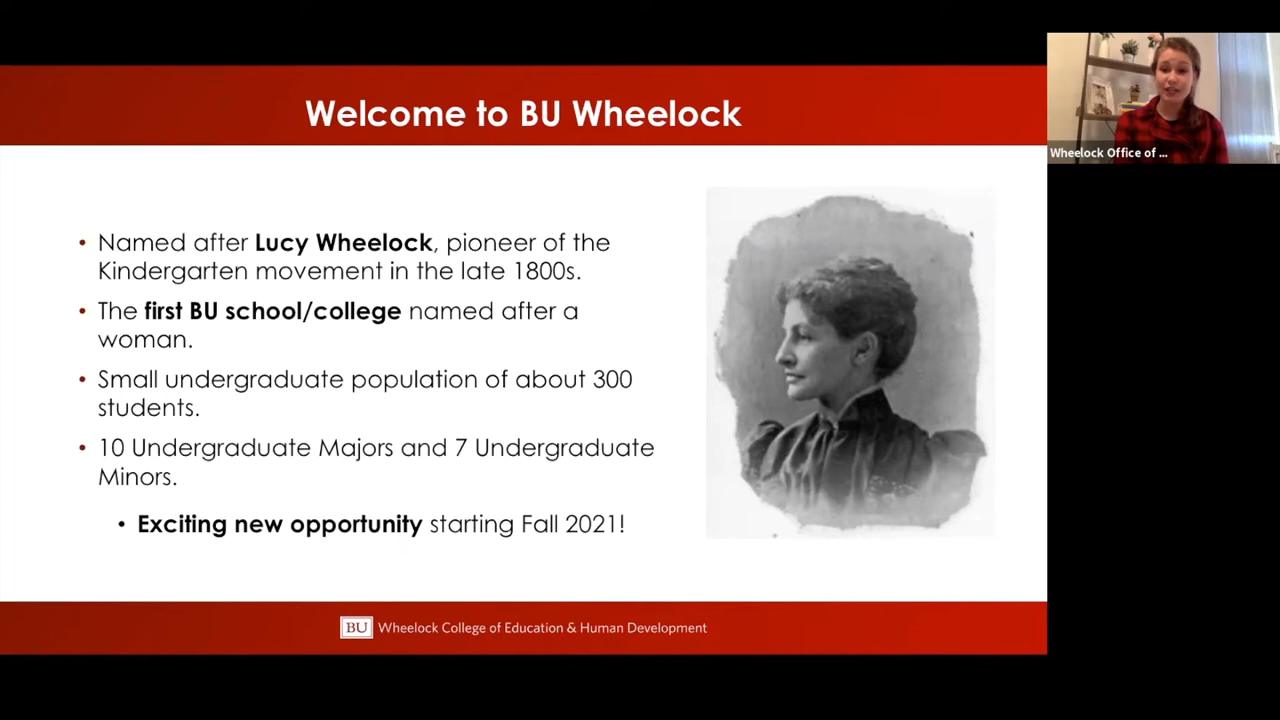 Welcome to BU Wheelock
Wheelock Office of ...
• Named after Lucy Wheelock, pioneer of the
Kindergarten movement in the late 1800s.
• The first BU school/college named after a
woman.
• Small undergraduate population of about 300
students.
• 10 Undergraduate Majors and 7 Undergraduate
Minors.
• Exciting new opportunity starting Fall 2021!
BU Wheelock College of Education & Human Development